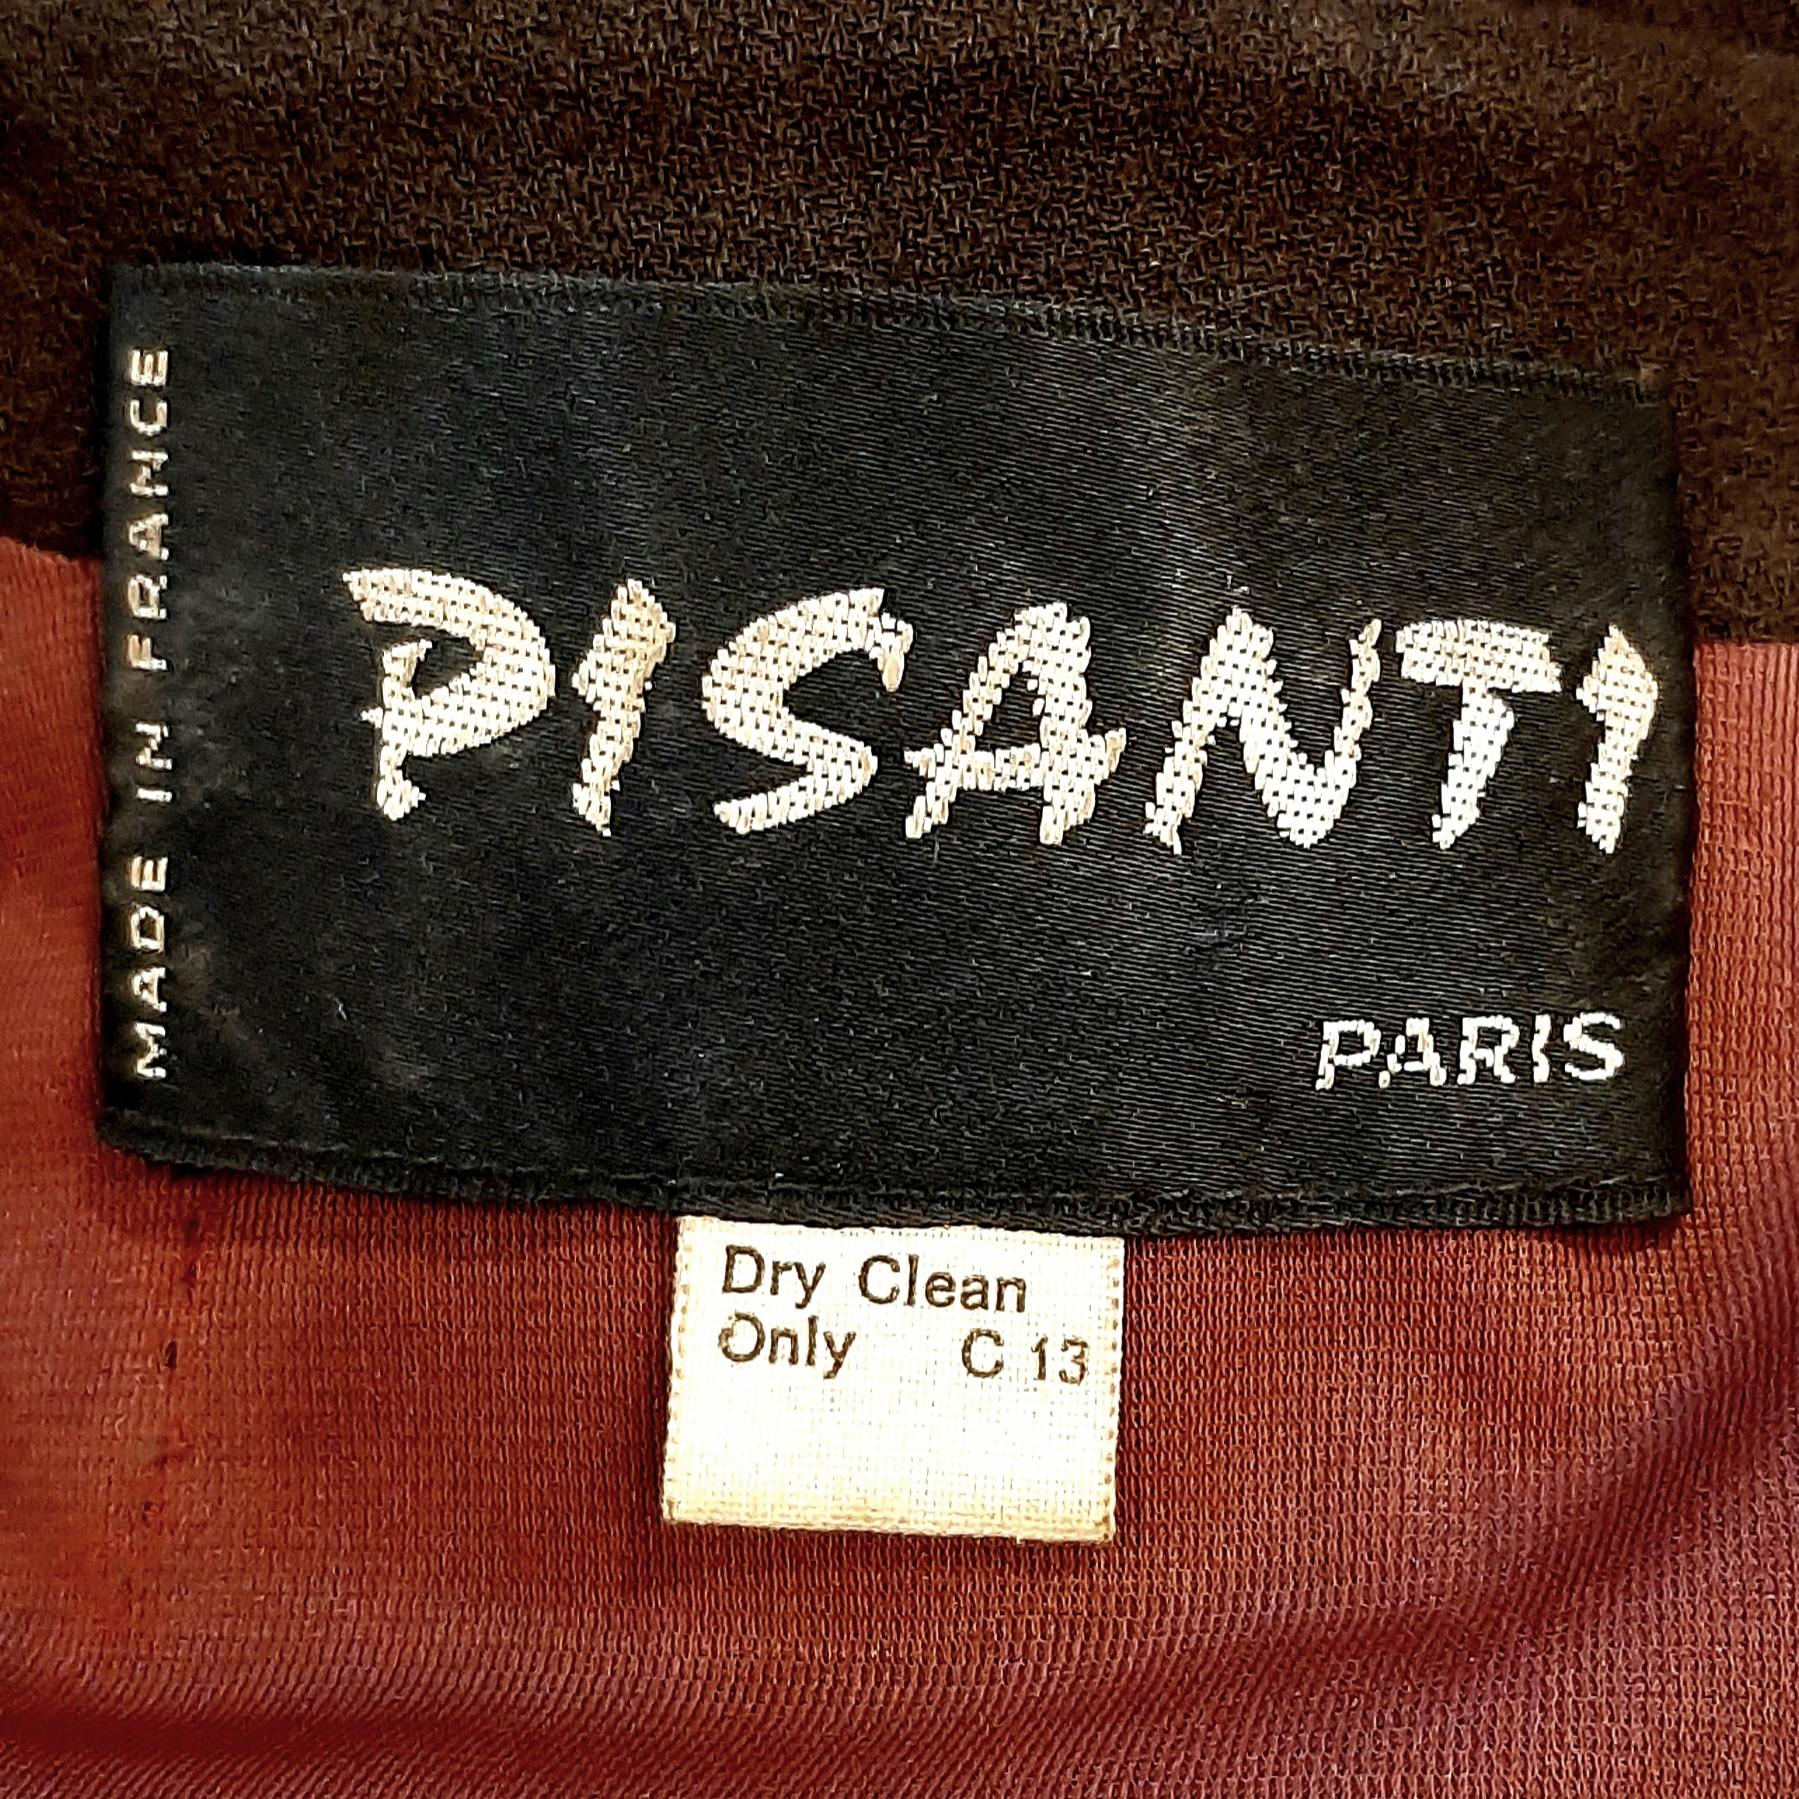 MADE IN FRANCE
PISANTI
PARIS
Dry Clean
Only C 13